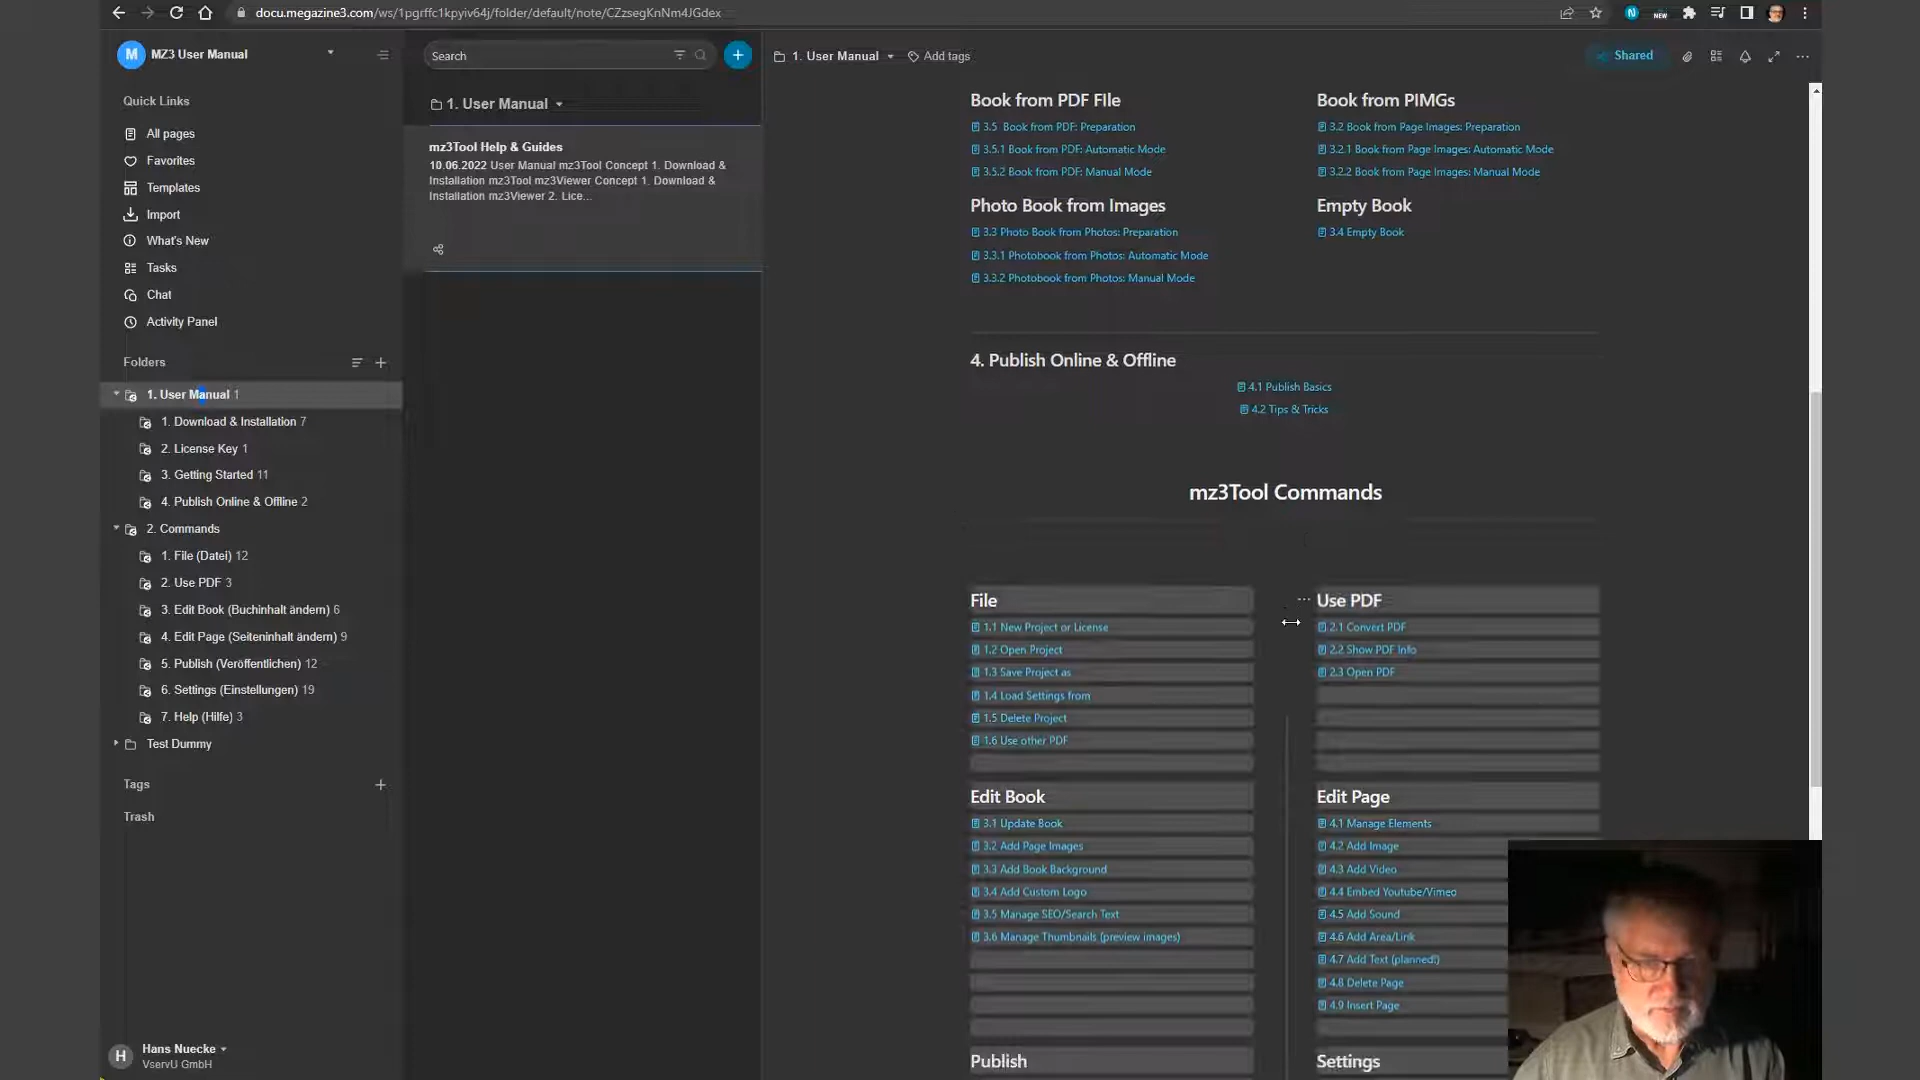 docu.megazine3.com/ws/1pgrffc1kpyiv64j/folder/default/note/CZzsegKnNm4JGdex
NEW
M MZ3 User Manual
Quick Links
All pages
Favorites
Templates
Import
What's New
Tasks
Chat
Activity Panel
Folders
1. User Manual 1
1. Download & Installation 7
2. License Key 1
3. Getting Started 11
4. Publish Online & Offline 2
2. Commands
1. File (Datei) 12
2. Use PDF 3
3. Edit Book (Buchinhalt ändern) 6
4. Edit Page (Seiteninhalt ändern) 9
5. Publish (Veröffentlichen) 12
6. Settings (Einstellungen) 19
7. Help (Hilfe) 3
Test Dummy
Tags
Trash
H Hans Nuecke
VservU GmbH
Search
1. User Manual
mz3Tool Help & Guides
10.06.2022 User Manual mz3Tool Concept 1. Download &
Installation mz3Tool mz3Viewer Concept 1. Download &
Installation mz3Viewer 2. Lice...
1. User Manual Add tags
Shared
Book from PDF FIle
3.5 Book from PDF: Preparation
3.5.1 Book from PDF: Automatic Mode
3.5.2 Book from PDF: Manual Mode
Book from PIMGs
3.2 Book from Page Images: Preparation
3.2.1 Book from Page Images: Automatic Mode
3.2.2 Book from Page Images: Manual Mode
Photo Book from Images
3.3 Photo Book from Photos: Preparation
3.3.1 Photobook from Photos: Automatic Mode
3.3.2 Photobook from Photos: Manual Mode
Empty Book
3.4 Empty Book
4. Publish Online & Offline
4.1 Publish Basics
4.2 Tips & Tricks
mz3Tool Commands
File
1.1 New Project or License
1.2 Open Project
1.3 Save Project as
1.4 Load Settings from
1.5 Delete Project
1.6 Use other PDF
Use PDF
2.1 Convert PDF
2.2 Show PDF Info
2.3 Open PDF
Edit Book
3.1 Update Book
3.2 Add Page Images
3.3 Add Book Background
3.4 Add Custom Logo
3.5 Manage SEO/Search Text
3.6 Manage Thumbnails (preview images)
Edit Page
4.1 Manage Elements
4.2 Add Image
4.3 Add Video
4.4 Embed Youtube/Vimeo
4.5 Add Sound
4.6 Add Area/Link
4.7 Add Text (planned!)
4.8 Delete Page
4.9 Insert Page
Publish
Settings